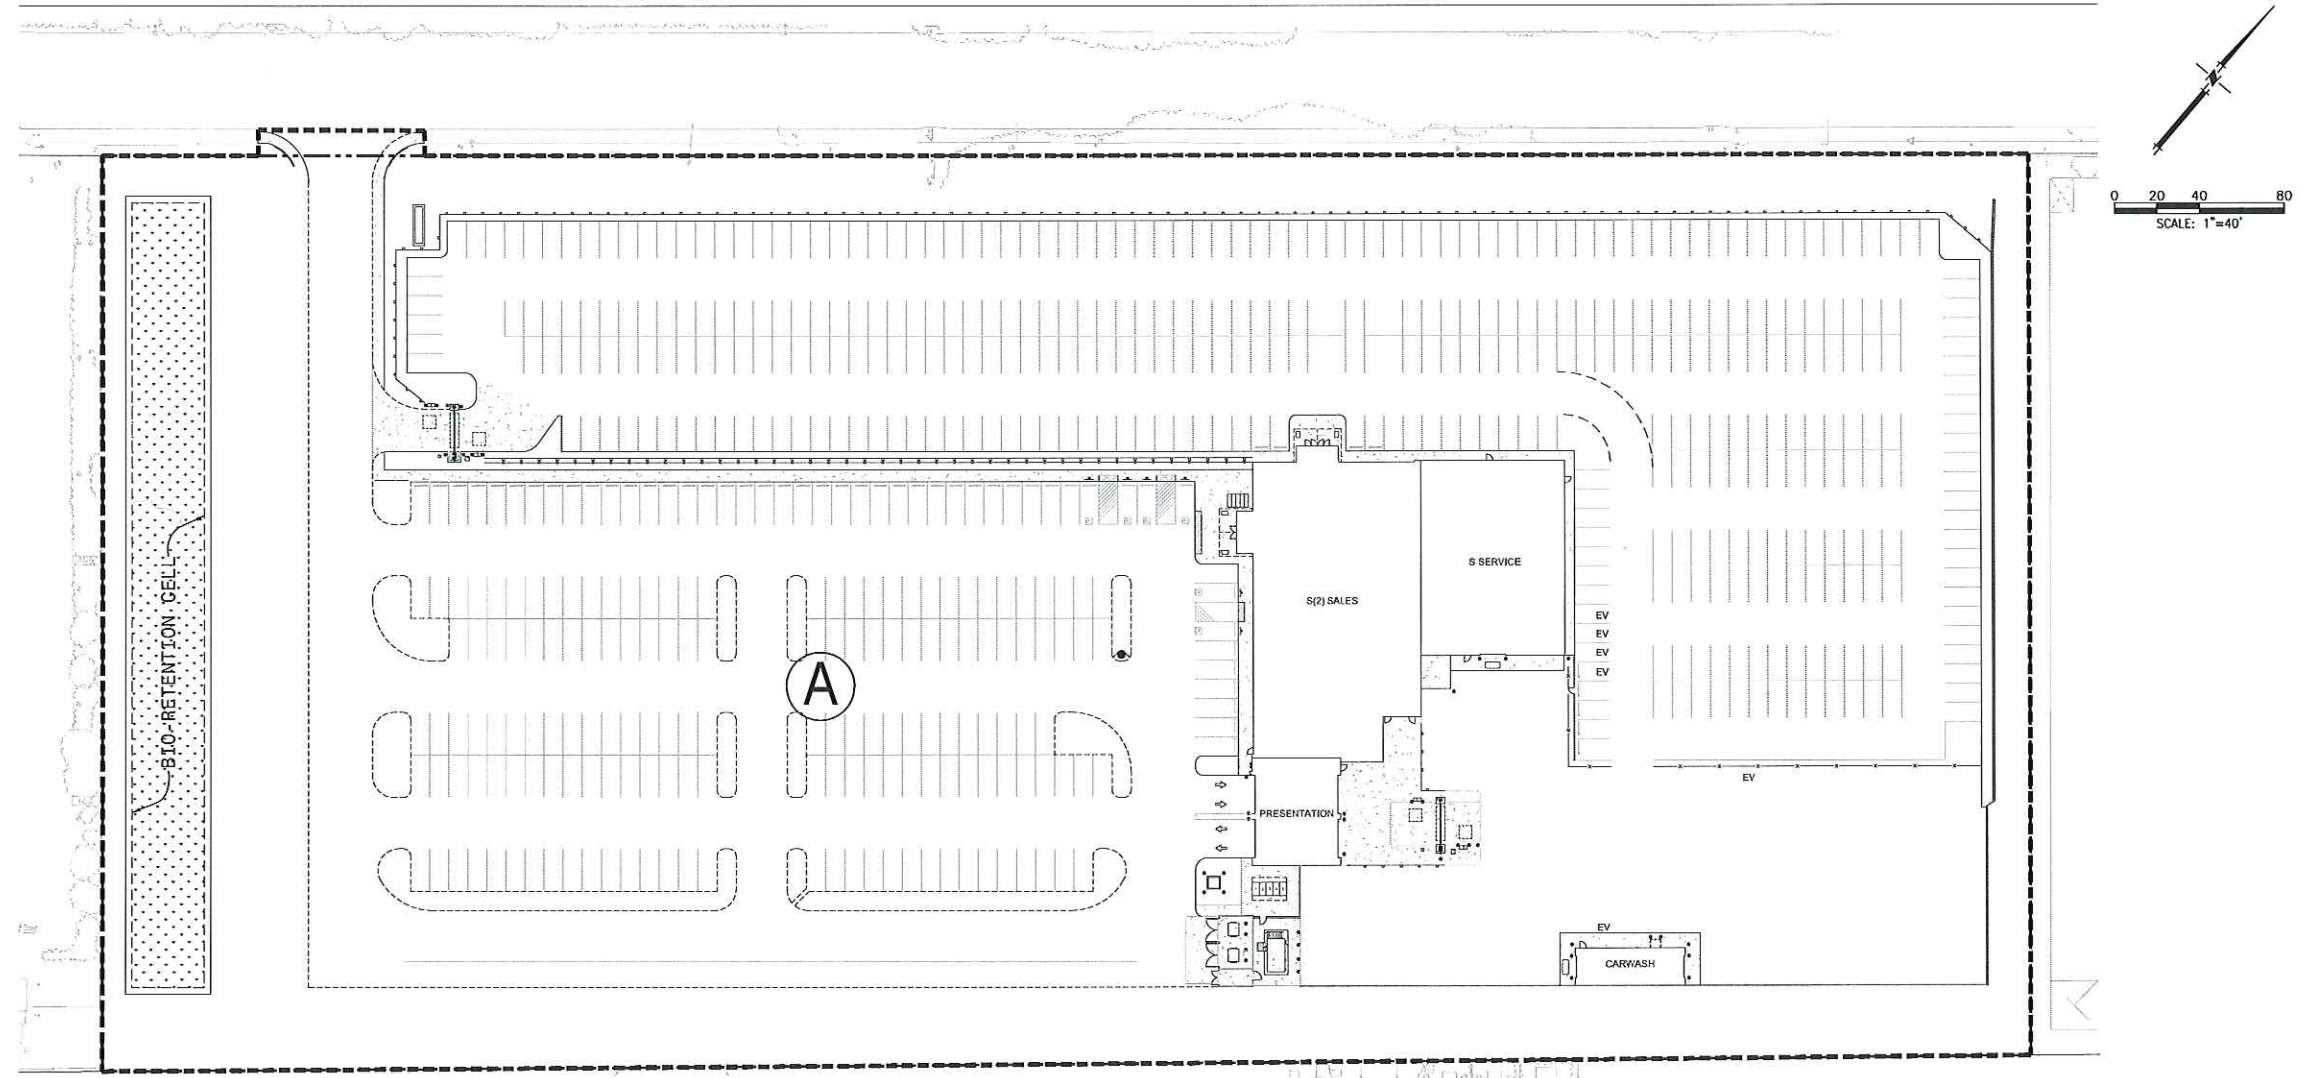 0 20 40 80
SCALE: 1"=40'
BIO-RETENTION CELL
A
S(2) SALES
S SERVICE
EV
EV
EV
EV
EV
PRESENTATION
EV
CARWASH